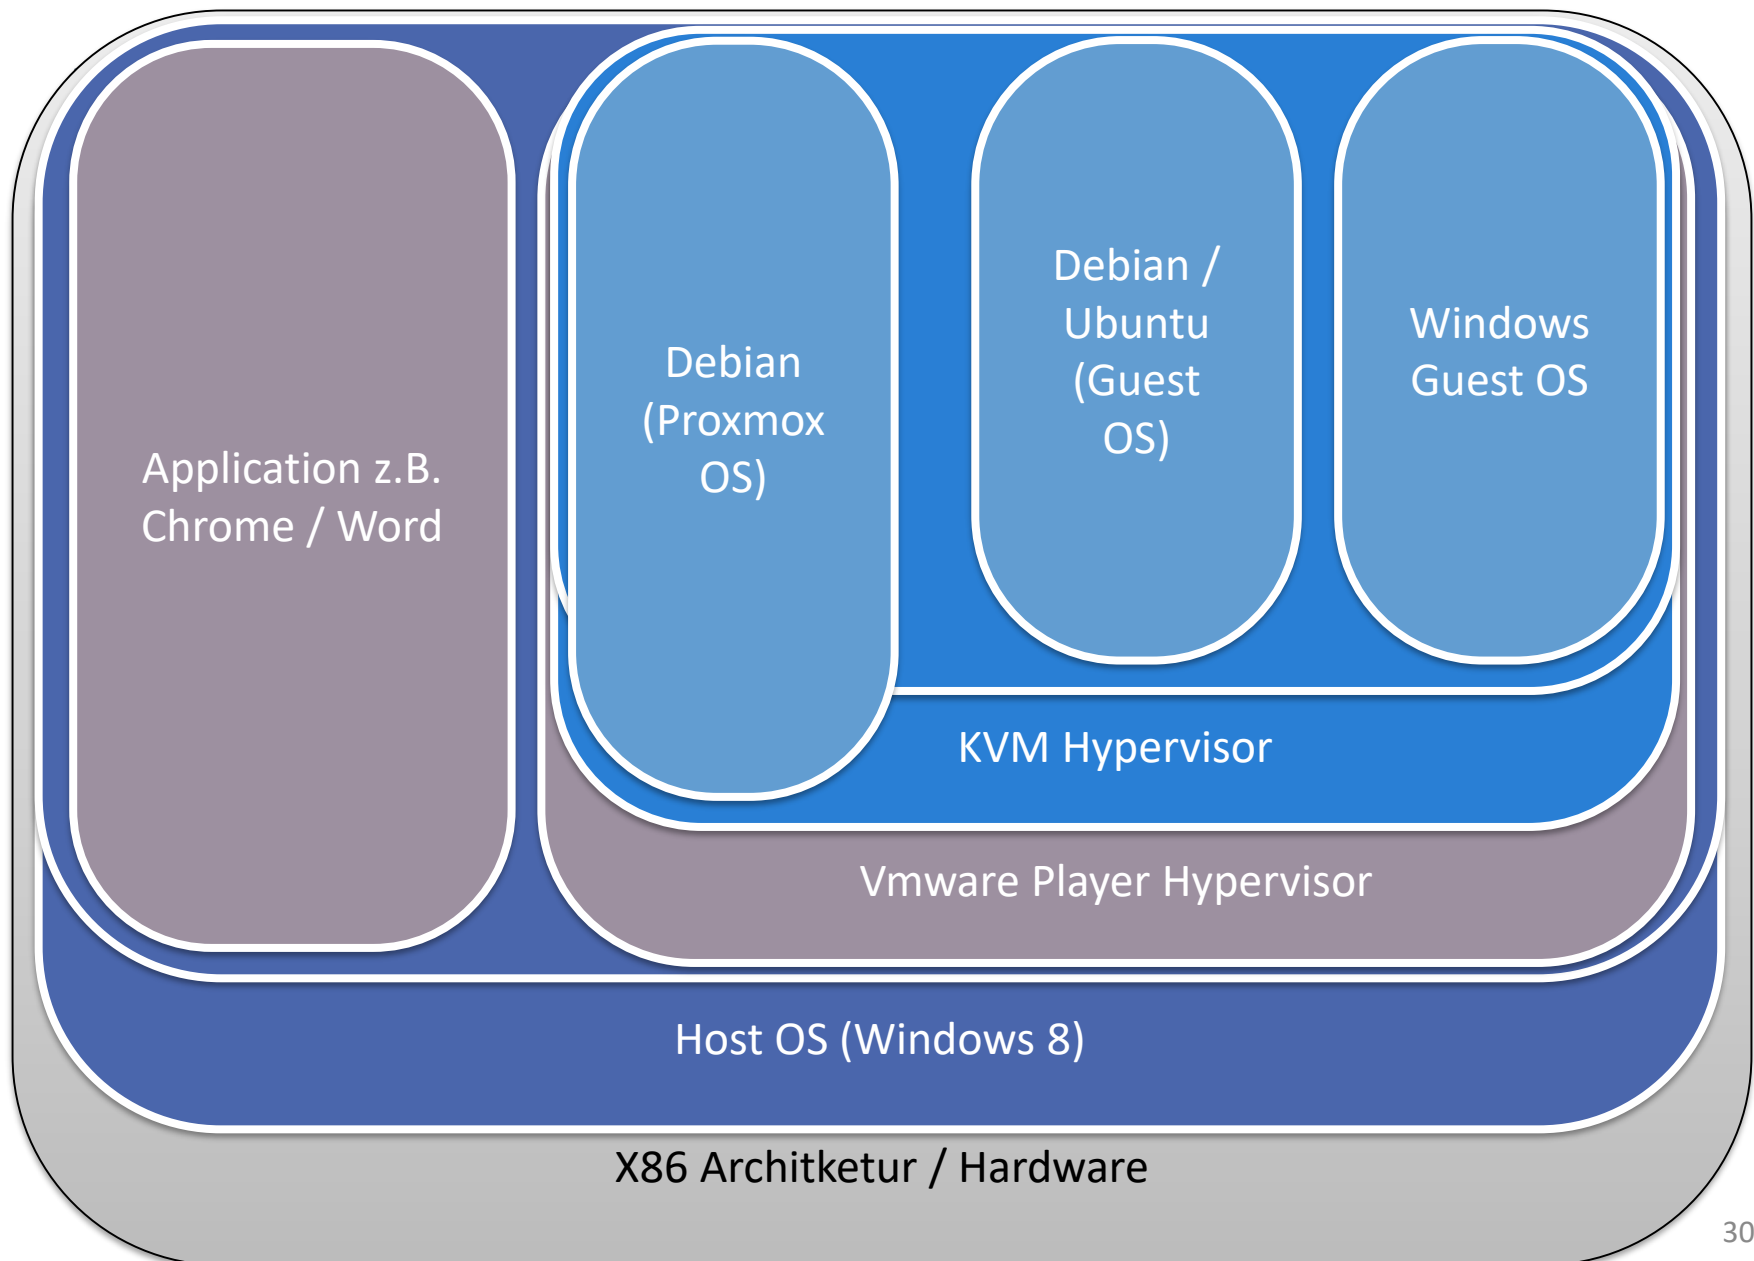 Application z.B.
Chrome / Word
Debian
(Proxmox
OS)
Debian /
Ubuntu
(Guest
OS)
Windows
Guest OS
KVM Hypervisor
Vmware Player Hypervisor
Host OS (Windows 8)
X86 Architketur / Hardware
30